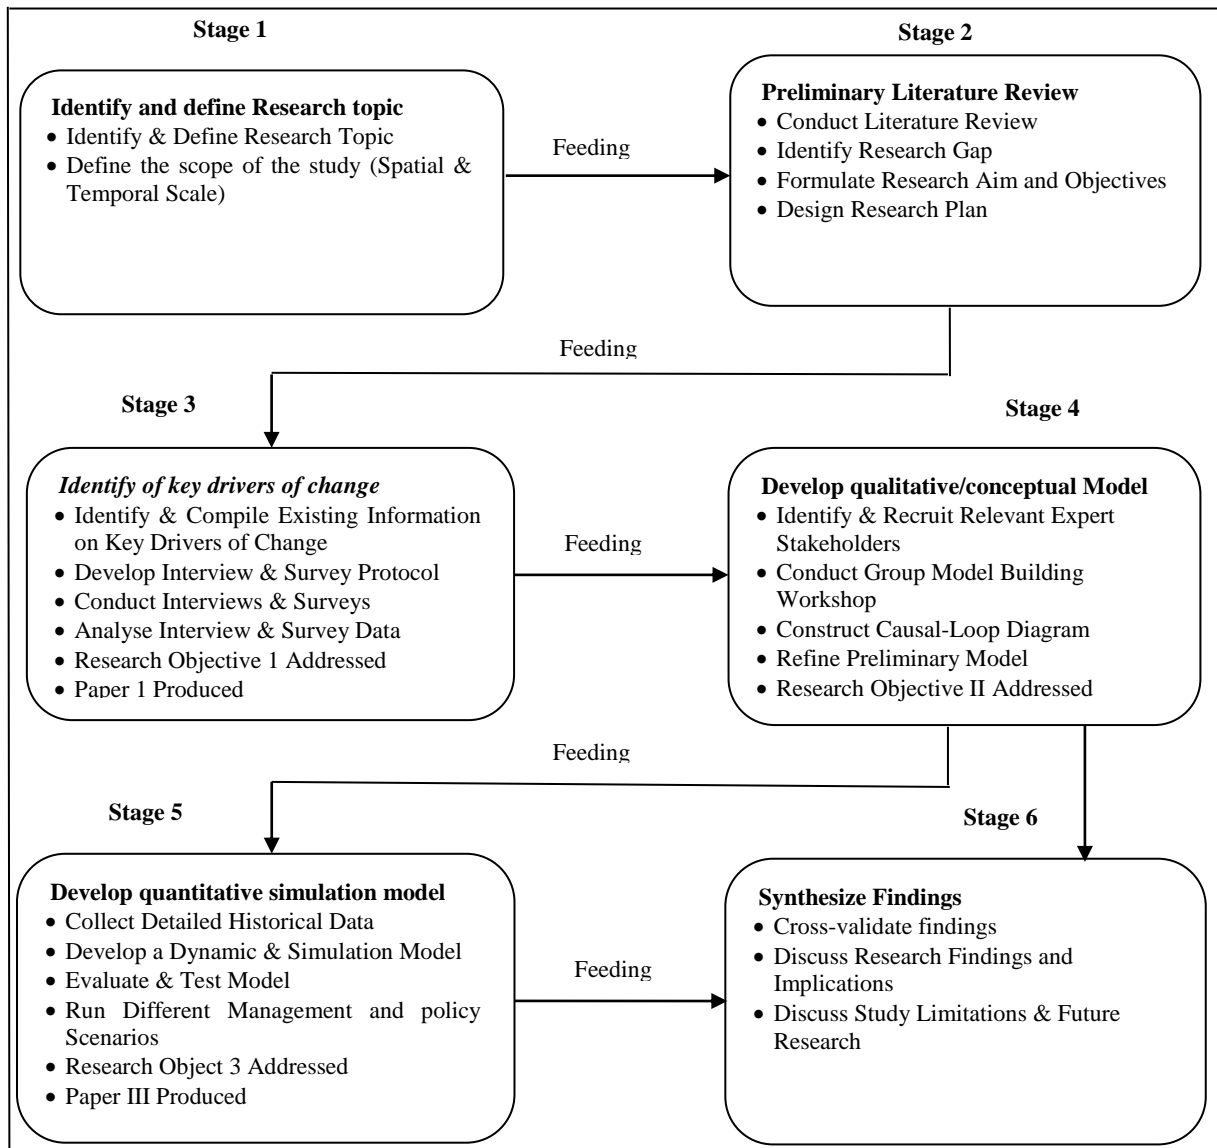 Stage 1
Stage 2
Identify and define Research topic
• Identify & Define Research Topic
• Define the scope of the study (Spatial &
Temporal Scale)
Feeding
Preliminary Literature Review
• Conduct Literature Review
• Identify Research Gap
• Formulate Research Aim and Objectives
• Design Research Plan
Feeding
Stage 3
Stage 4
Identify of key drivers of change
• Identify & Compile Existing Information
on Key Drivers of Change
• Develop Interview & Survey Protocol
• Conduct Interviews & Surveys
• Analyse Interview & Survey Data
• Research Objective 1 Addressed
• Paper 1 Produced
Feeding
Develop qualitative/conceptual Model
• Identify & Recruit Relevant Expert
Stakeholders
• Conduct Group Model Building
Workshop
• Construct Causal-Loop Diagram
• Refine Preliminary Model
• Research Objective II Addressed
Feeding
Stage 5
Stage 6
Develop quantitative simulation model
• Collect Detailed Historical Data
• Develop a Dynamic & Simulation Model
• Evaluate & Test Model
• Run Different Management and policy
Scenarios
• Research Object 3 Addressed
• Paper III Produced
Feeding
Synthesize Findings
• Cross-validate findings
• Discuss Research Findings and
Implications
• Discuss Study Limitations & Future
Research